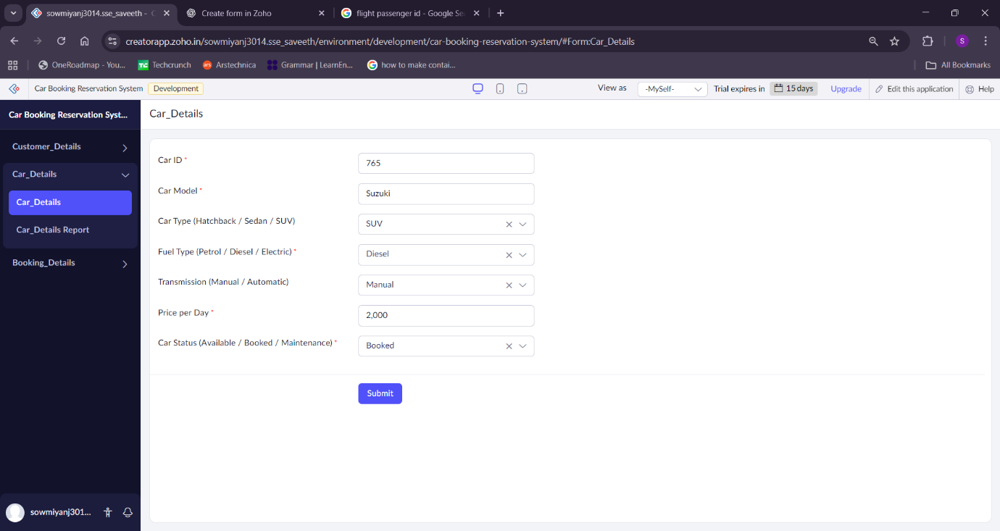 sowmiyanj3014.sse_saveeth -
Create form in Zoho
flight passenger id - Google Se
creatorapp.zoho.in/sowmiyanj3014.sse_saveeth/environment/development/car-booking-reservation-system/#Form:Car_Details
S
OneRoadmap - You...
TC Techcrunch
ars Arstechnica
Grammar | LearnEn...
how to make contai...
All Bookmarks
Car Booking Reservation System Development
View as -MySelf- Trial expires in 15 days Upgrade Edit this application Help
Car Booking Reservation Syst...
Customer_Details
Car_Details
Car_Details
Car_Details Report
Booking_Details
sowmiyanj301...
Car_Details
Car ID * 765
Car Model * Suzuki
Car Type (Hatchback / Sedan / SUV) SUV
Fuel Type (Petrol / Diesel / Electric) * Diesel
Transmission (Manual / Automatic) Manual
Price per Day * 2,000
Car Status (Available / Booked / Maintenance) * Booked
Submit